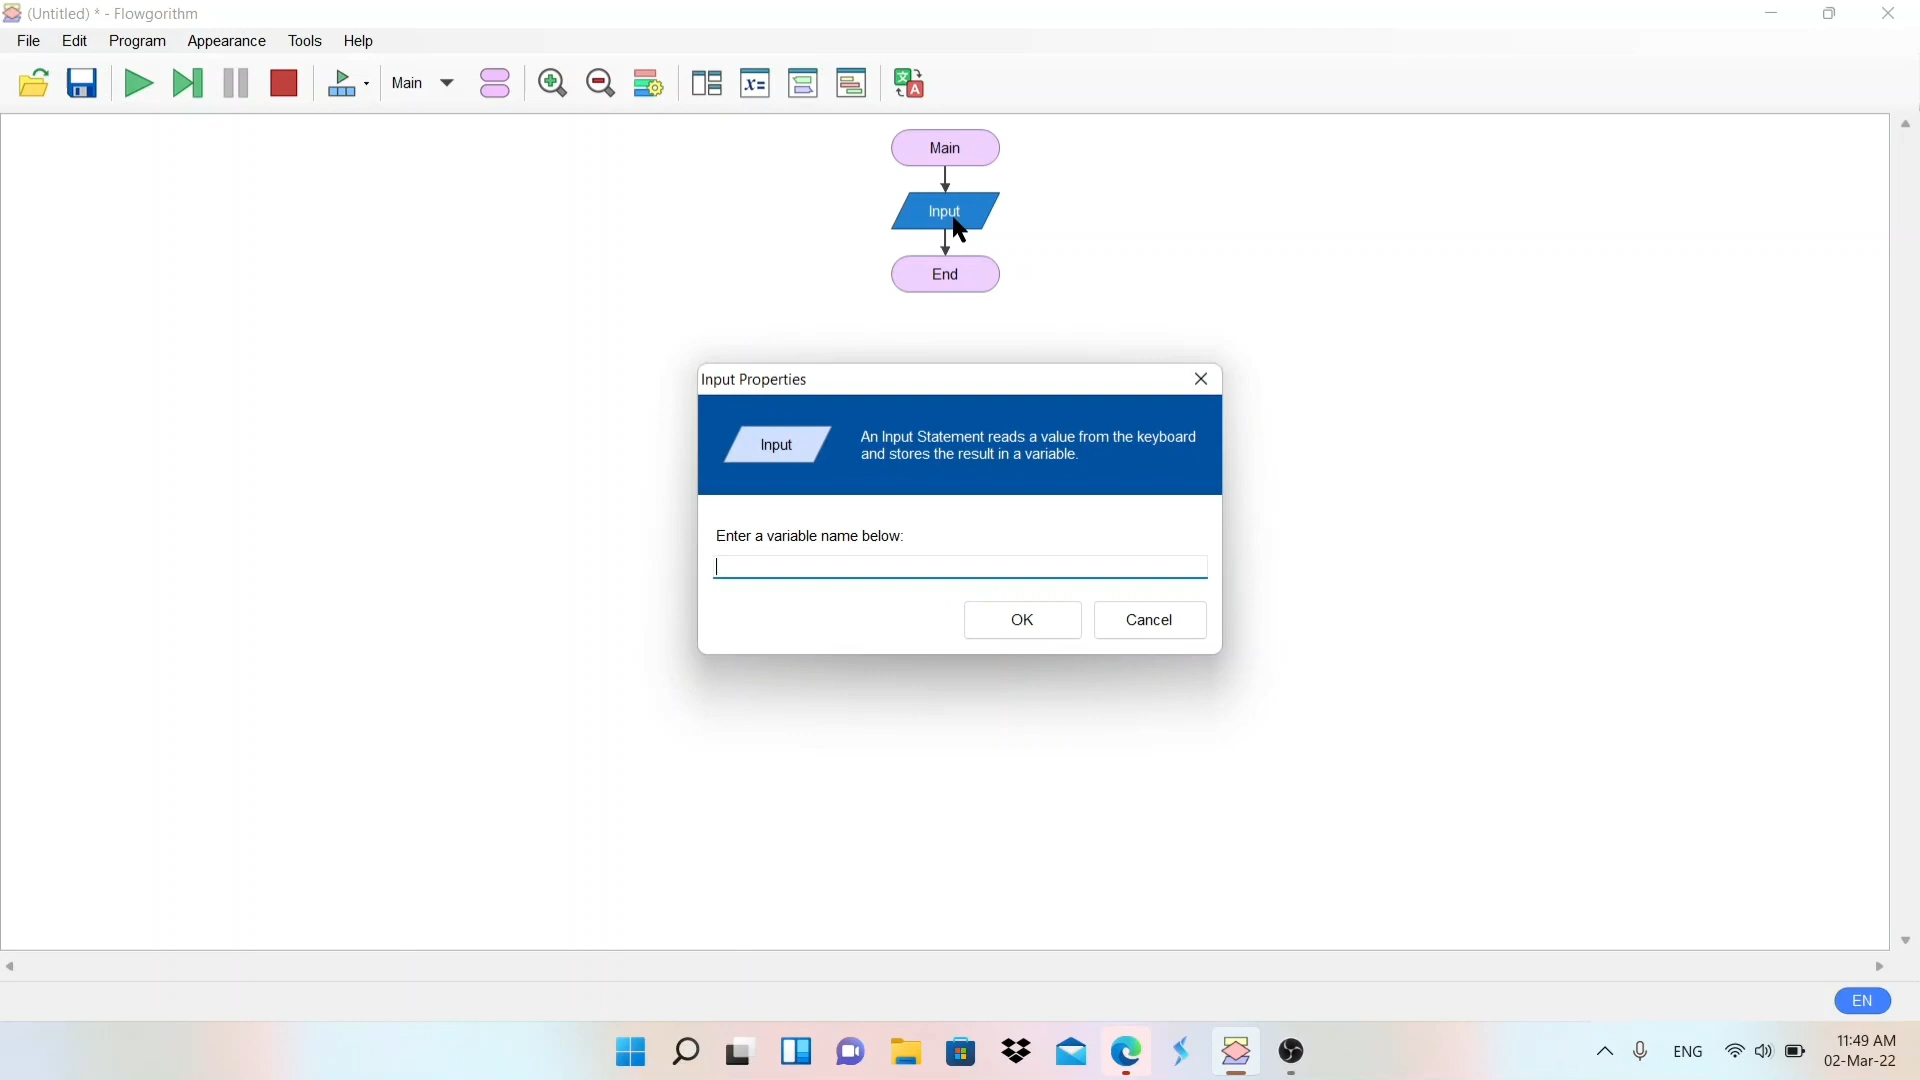 (Untitled) * - Flowgorithm
File Edit Program Appearance Tools Help
Main
Main
Input
End
Input Properties
Input
An Input Statement reads a value from the keyboard
and stores the result in a variable.
Enter a variable name below:
OK Cancel
EN
ENG
11:49 AM
02-Mar-22